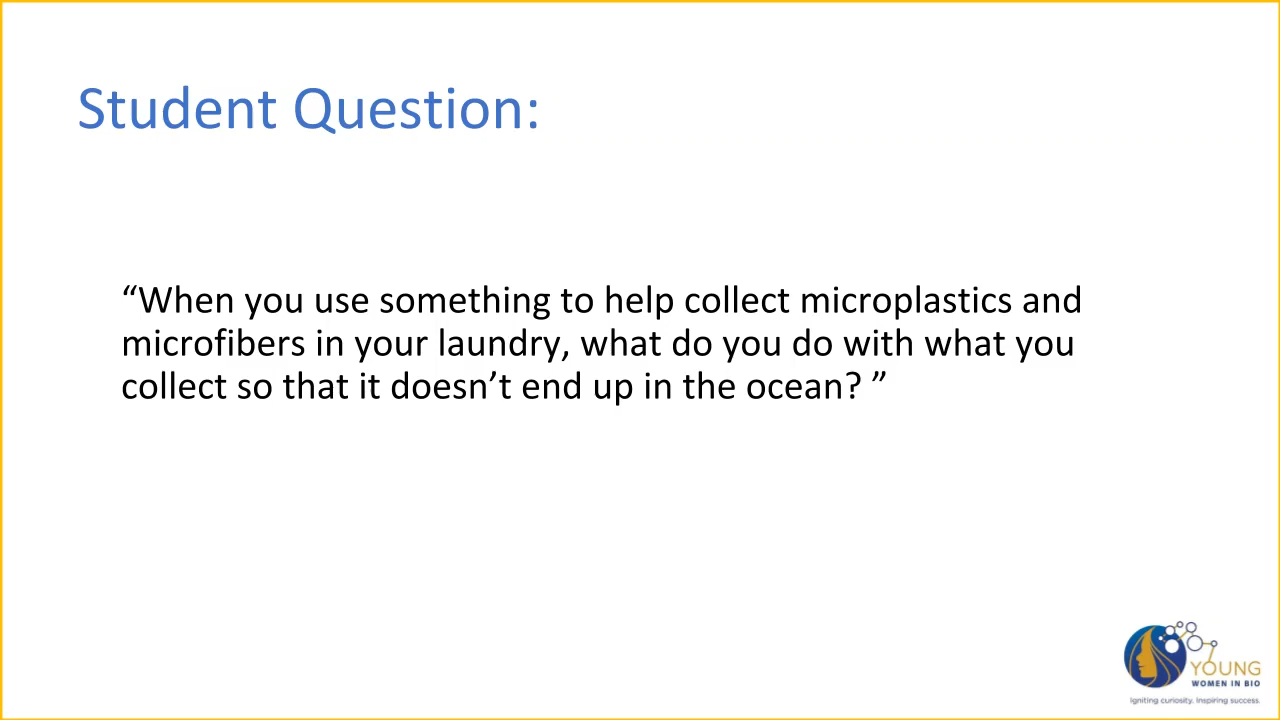 Student Question:
“When you use something to help collect microplastics and
microfibers in your laundry, what do you do with what you
collect so that it doesn’t end up in the ocean? ”
YOUNG
WOMEN IN BIO
Igniting curiosity. Inspiring success.